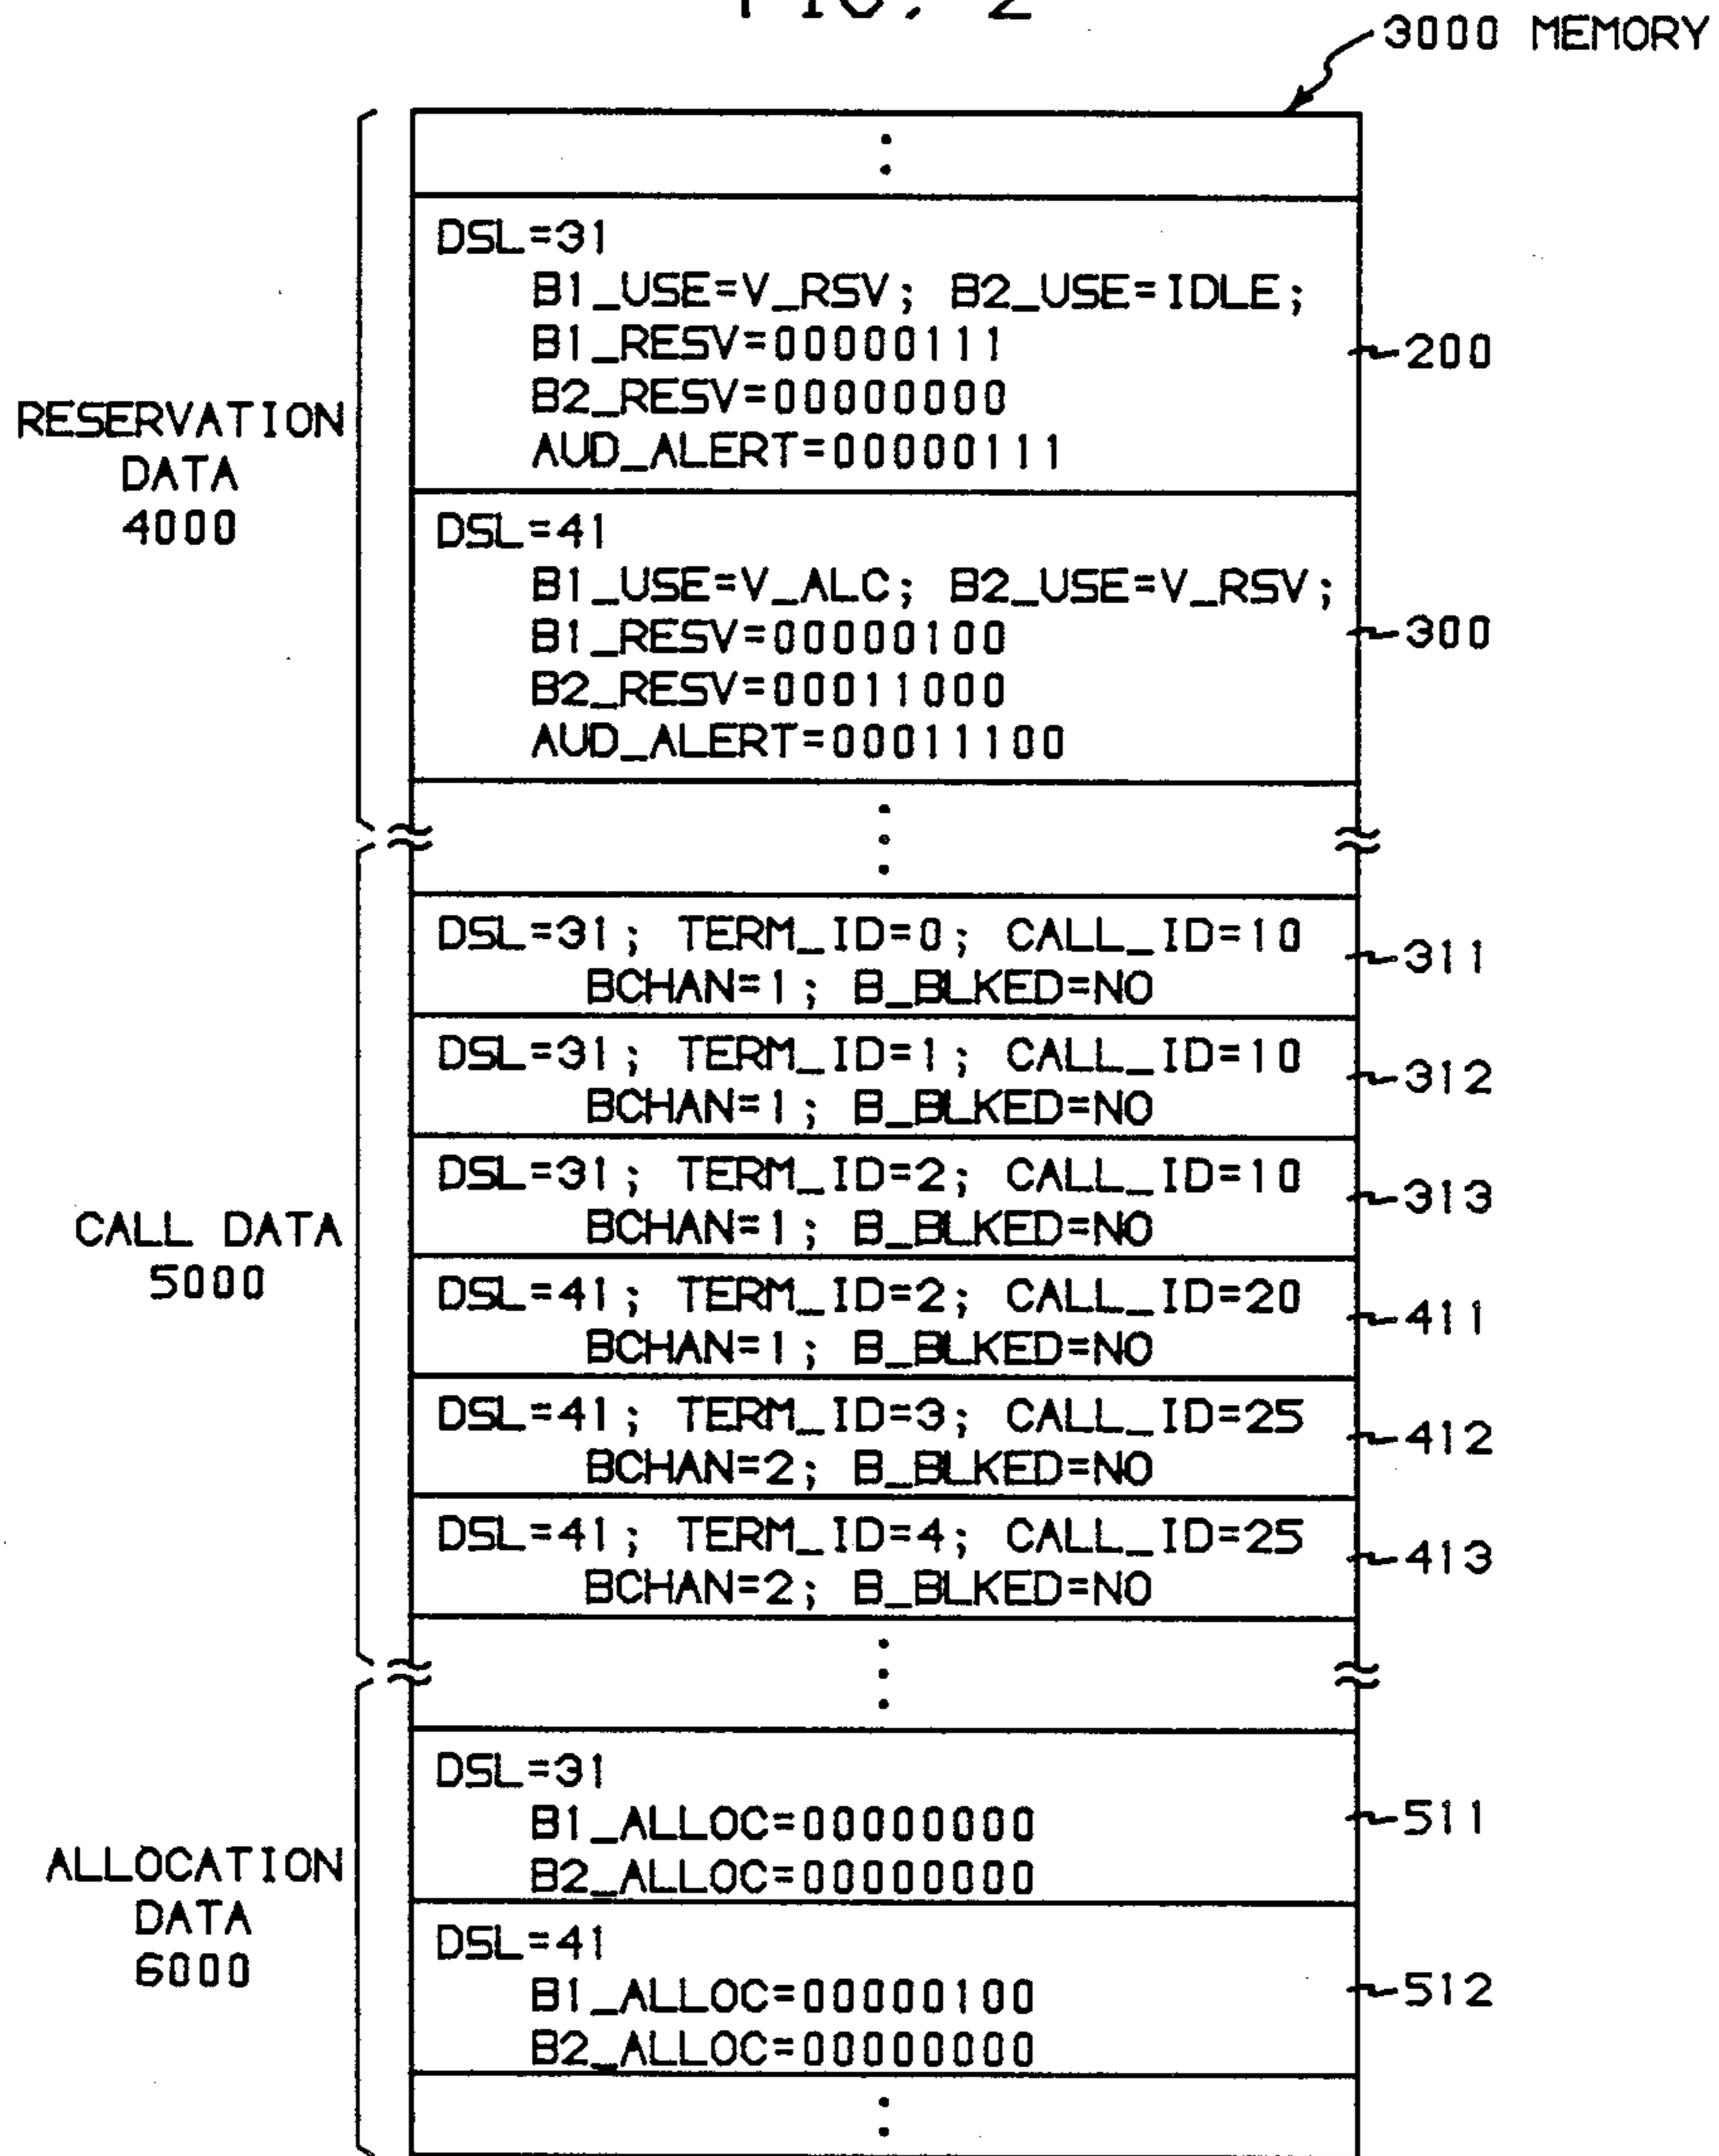 FIG. 2
3000 MEMORY
RESERVATION
DATA
4000
DSL=31
B1_USE=V_RSV; B2_USE=IDLE;
B1_RESV=00000111
B2_RESV=00000000
AUD_ALERT=00000111
200
DSL=41
B1_USE=V_ALC; B2_USE=V_RSV;
B1_RESV=00000100
B2_RESV=00011000
AUD_ALERT=00011100
300
CALL DATA
5000
DSL=31; TERM_ID=0; CALL_ID=10
BCHAN=1; B_BLKED=NO
311
DSL=31; TERM_ID=1; CALL_ID=10
BCHAN=1; B_BLKED=NO
312
DSL=31; TERM_ID=2; CALL_ID=10
BCHAN=1; B_BLKED=NO
313
DSL=41; TERM_ID=2; CALL_ID=20
BCHAN=1; B_BLKED=NO
411
DSL=41; TERM_ID=3; CALL_ID=25
BCHAN=2; B_BLKED=NO
412
DSL=41; TERM_ID=4; CALL_ID=25
BCHAN=2; B_BLKED=NO
413
ALLOCATION
DATA
6000
DSL=31
B1_ALLOC=00000000
B2_ALLOC=00000000
511
DSL=41
B1_ALLOC=00000100
B2_ALLOC=00000000
512